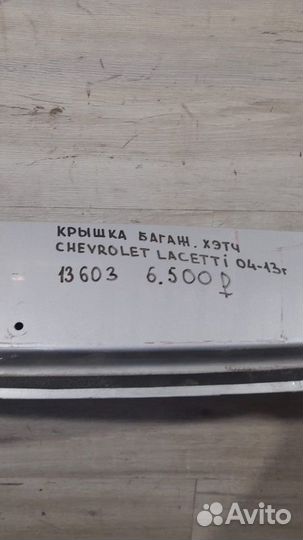 КРЫШКА БАГАЖ. ХЭТЧ
CHEVROLET LACETTi 04-13г
13603 6.500₽
Avito